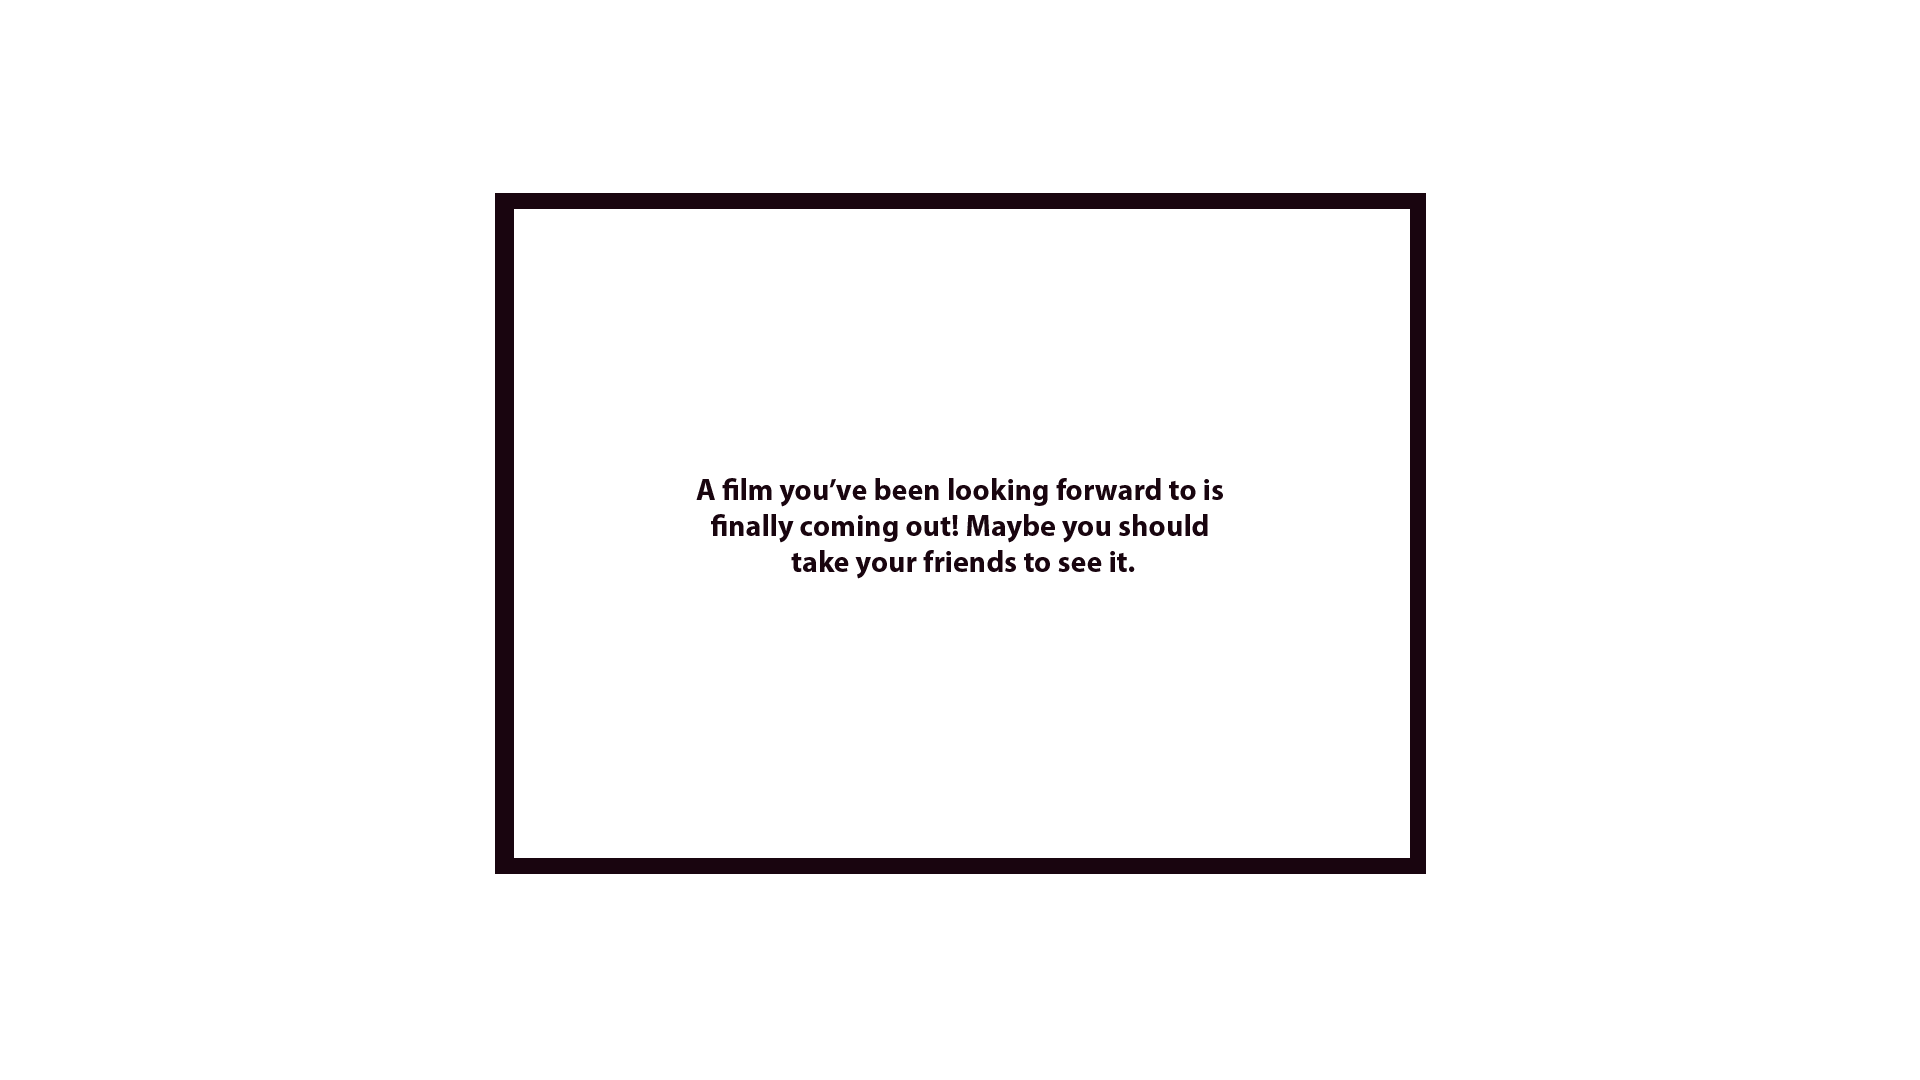 A film you’ve been looking forward to is
finally coming out! Maybe you should
take your friends to see it.